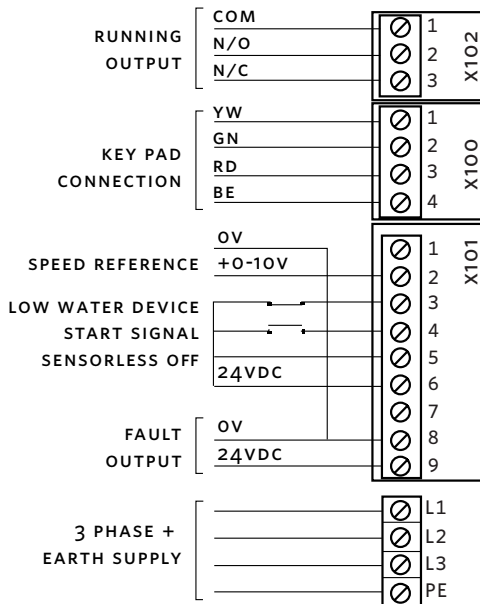 COM
RUNNING OUTPUT
N/O
N/C
1
2
3
X102
YW
GN
KEY PAD CONNECTION
RD
BE
1
2
3
4
X100
0V
SPEED REFERENCE
+0-10V
LOW WATER DEVICE
START SIGNAL
SENSORLESS OFF
24VDC
1
2
3
4
5
6
7
8
9
X101
FAULT OUTPUT
0V
24VDC
3 PHASE +
EARTH SUPPLY
L1
L2
L3
PE